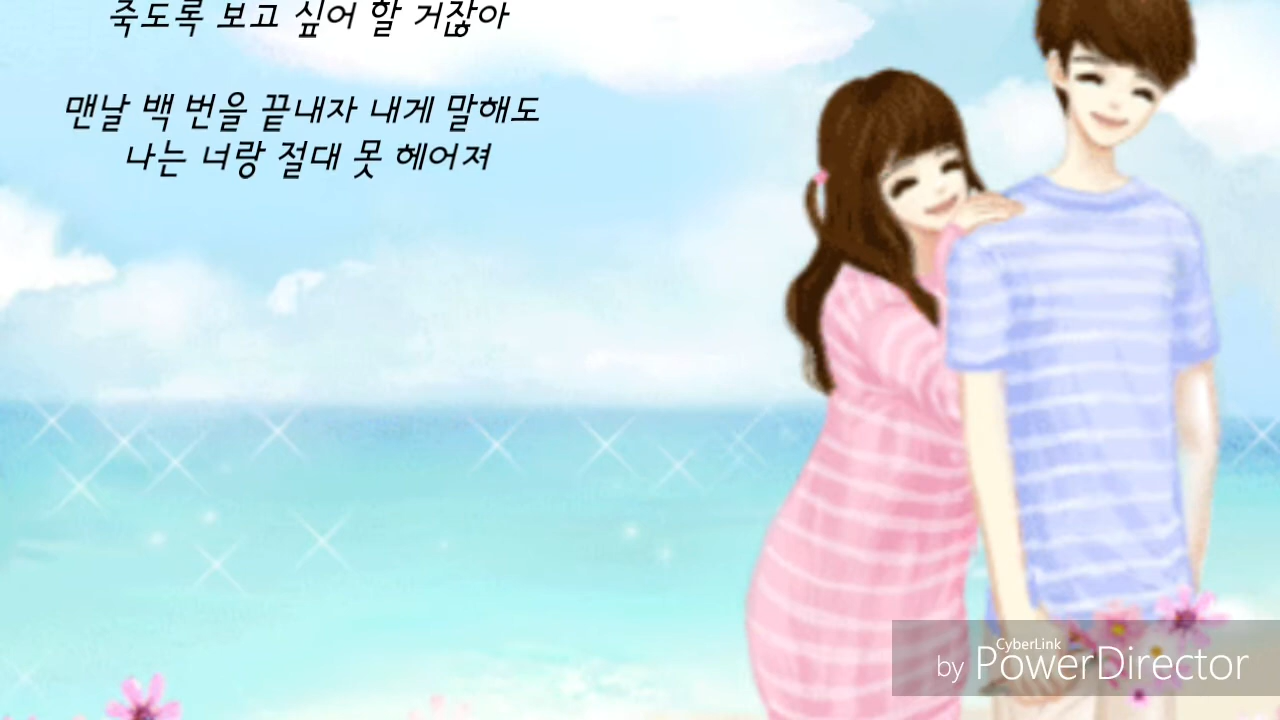 죽도록 보고 싶어 할 거잖아
맨날 백 번을 끝내자 내게 말해도
나는 너랑 절대 못 헤어져
CyberLink
by PowerDirector